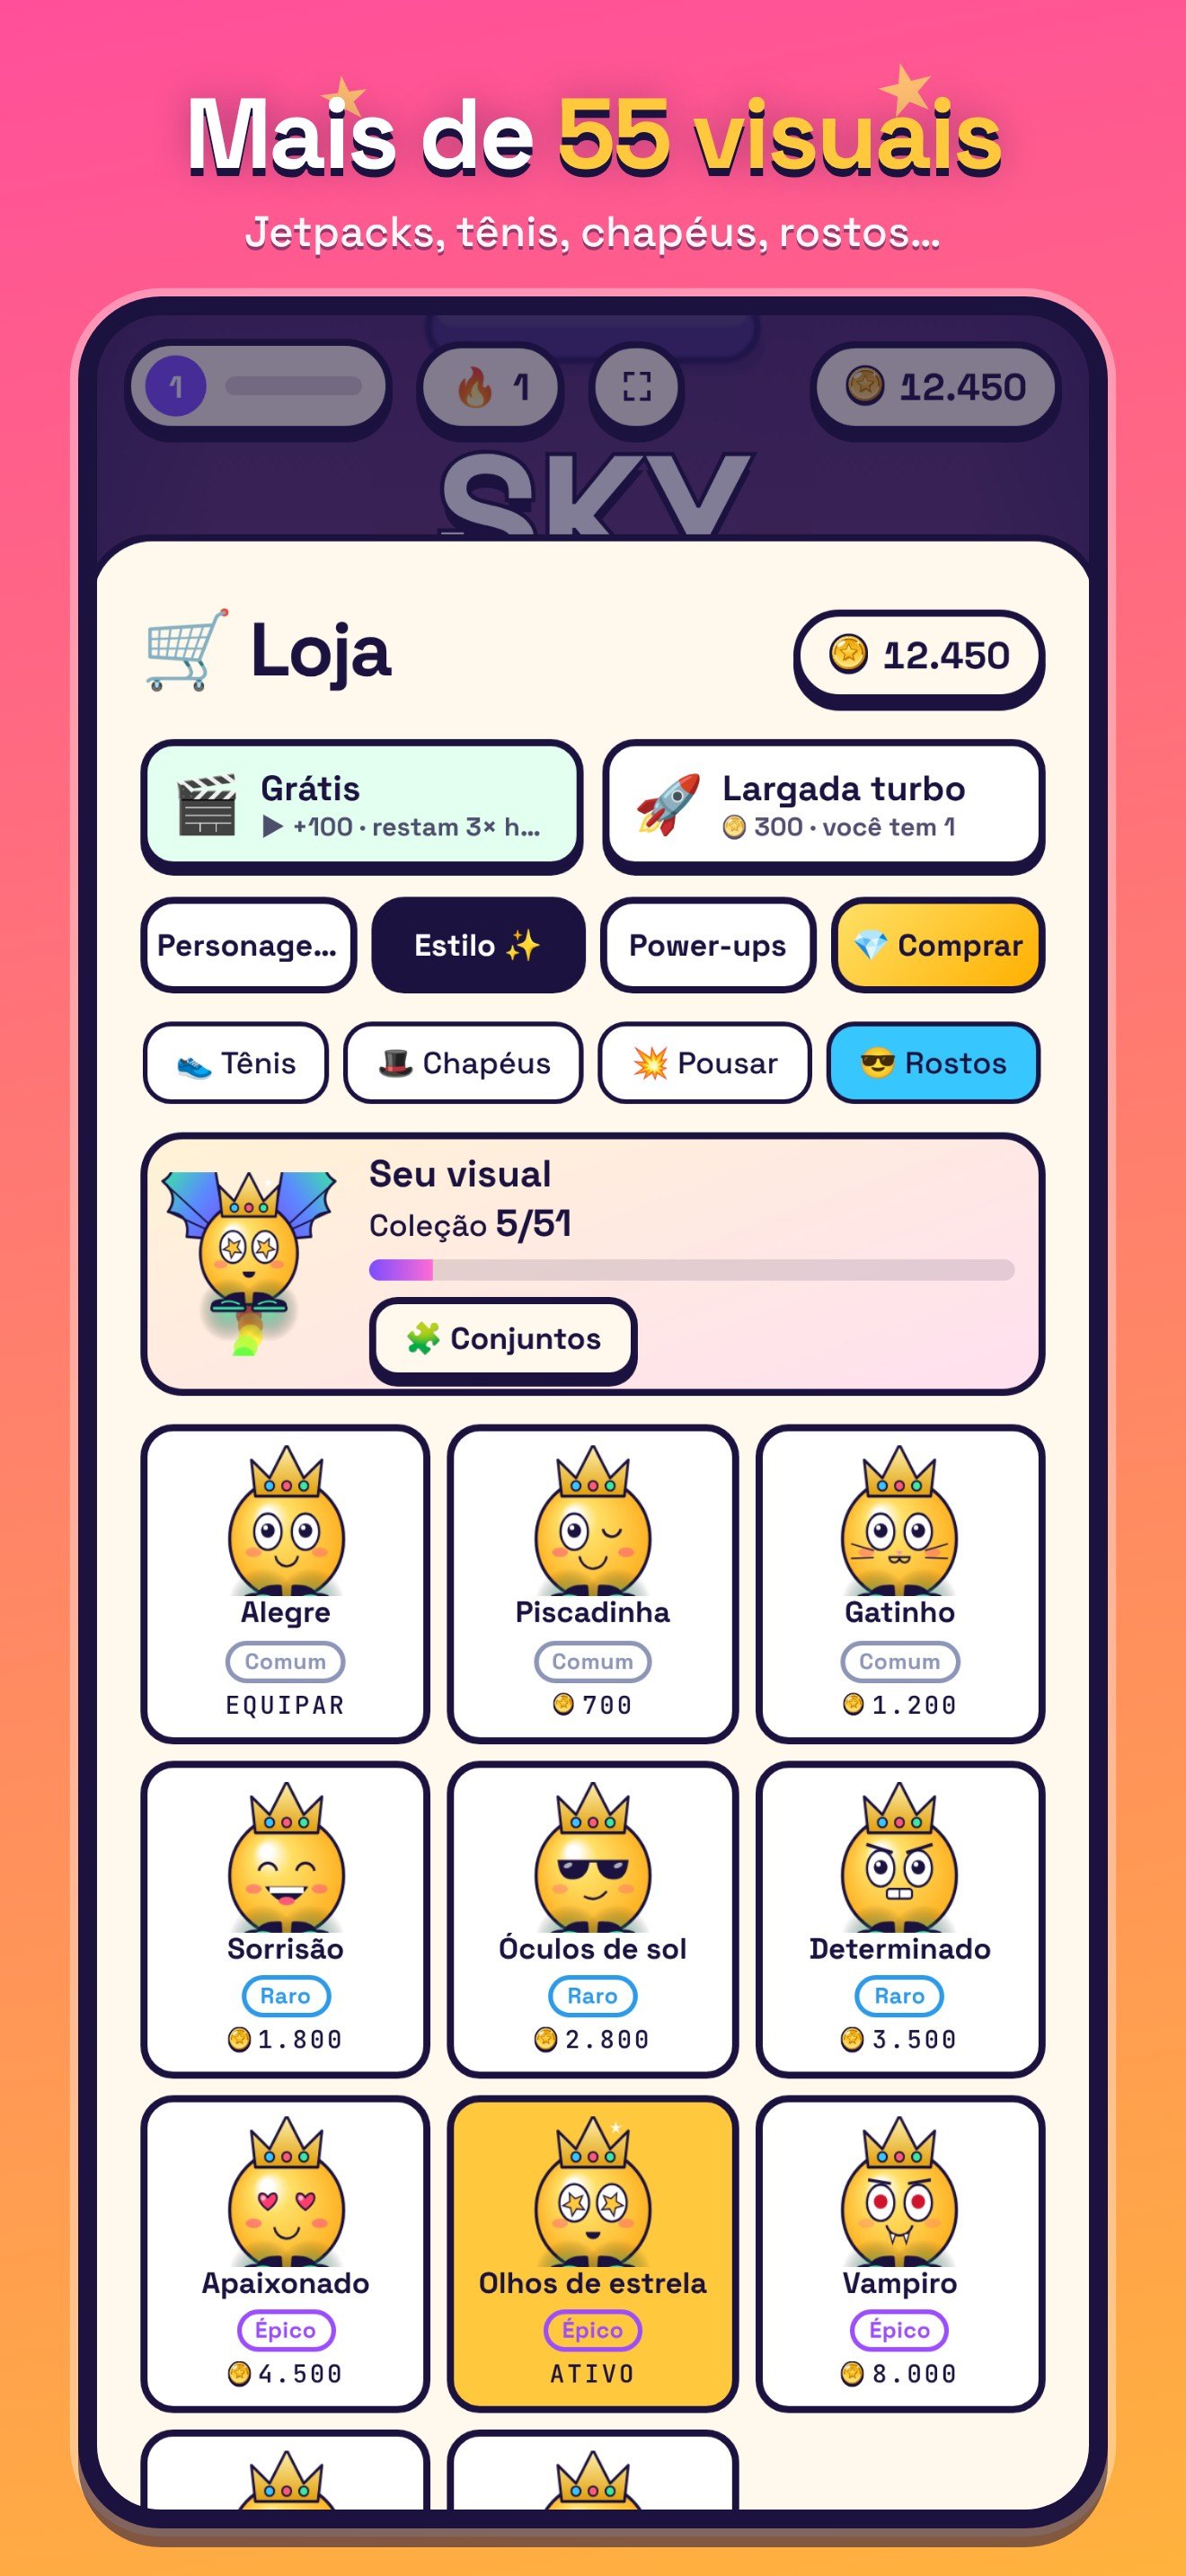 Mais de 55 visuais
Jetpacks, tênis, chapéus, rostos...
1
1
12.450
SKY
Loja
12.450
Grátis
+100 · restam 3× h...
Largada turbo
300 · você tem 1
Personage...
Estilo
Power-ups
Comprar
Tênis
Chapéus
Pousar
Rostos
Seu visual
Coleção 5/51
Conjuntos
Alegre
Comum
EQUIPAR
Piscadinha
Comum
700
Gatinho
Comum
1.200
Sorrisão
Raro
1.800
Óculos de sol
Raro
2.800
Determinado
Raro
3.500
Apaixonado
Épico
4.500
Olhos de estrela
Épico
ATIVO
Vampiro
Épico
8.000